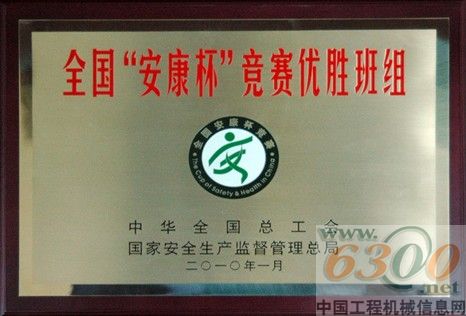 全国“安康杯”竞赛优胜班组
全国安康杯竞赛
The Cup of Safety & Health in China
中华全国总工会
国家安全生产监督管理总局
二〇一〇年一月
www.6300.net
中国工程机械信息网